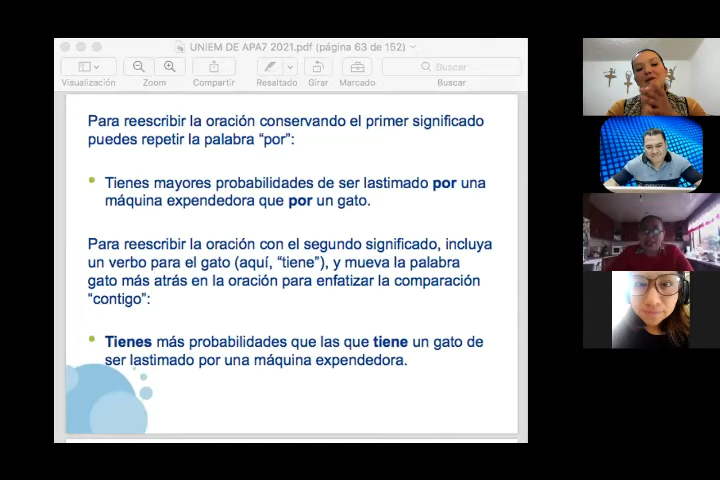 UNIEM DE APA7 2021.pdf (página 63 de 152)
Visualización Zoom Compartir Resaltado Girar Marcado Buscar
Buscar
Para reescribir la oración conservando el primer significado
puedes repetir la palabra “por”:
• Tienes mayores probabilidades de ser lastimado por una
máquina expendedora que por un gato.
Para reescribir la oración con el segundo significado, incluya
un verbo para el gato (aquí, “tiene”), y mueva la palabra
gato más atrás en la oración para enfatizar la comparación
“contigo”:
• Tienes más probabilidades que las que tiene un gato de
ser lastimado por una máquina expendedora.